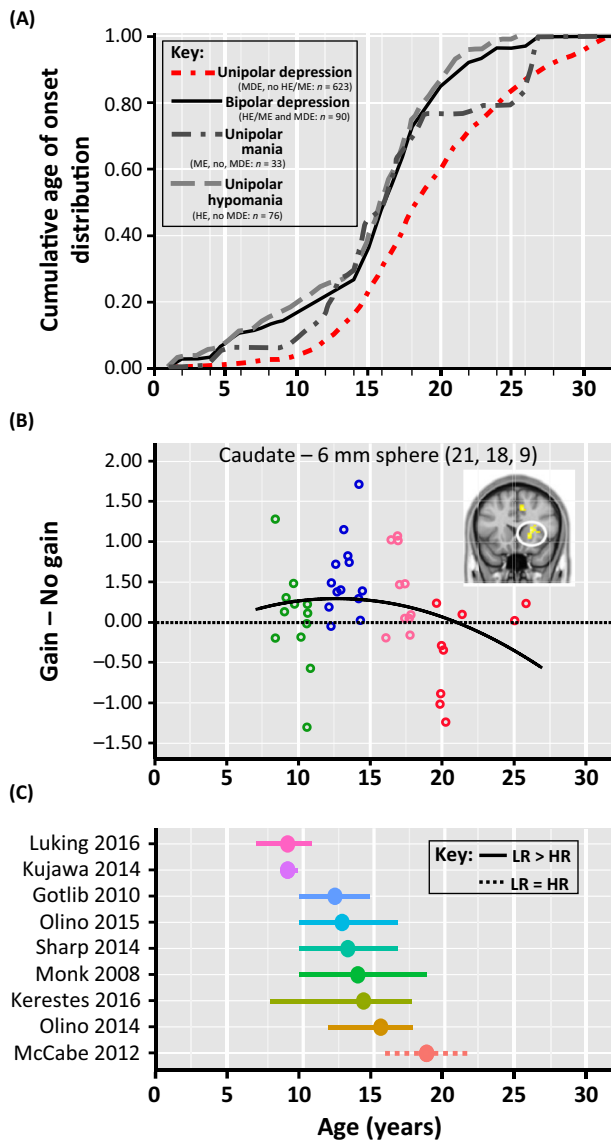 (A)
Cumulative age of onset
distribution
1.00
0.80
0.60
0.40
0.20
0.00
Key:
Unipolar depression
(MDE, no HE/ME: n = 623)
Bipolar depression
(HE/ME and MDE: n = 90)
Unipolar
mania
(ME, no, MDE: n = 33)
Unipolar
hypomania
(HE, no MDE: n = 76)
0 5 10 15 20 25 30
(B)
Caudate – 6 mm sphere (21, 18, 9)
Gain – No gain
2.00
1.50
1.00
1.50
0.00
−0.50
−1.00
−1.50
0 5 10 15 20 25 30
(C)
Luking 2016
Kujawa 2014
Gotlib 2010
Olino 2015
Sharp 2014
Monk 2008
Kerestes 2016
Olino 2014
McCabe 2012
Key: LR > HR
LR = HR
0 5 10 15 20 25 30
Age (years)